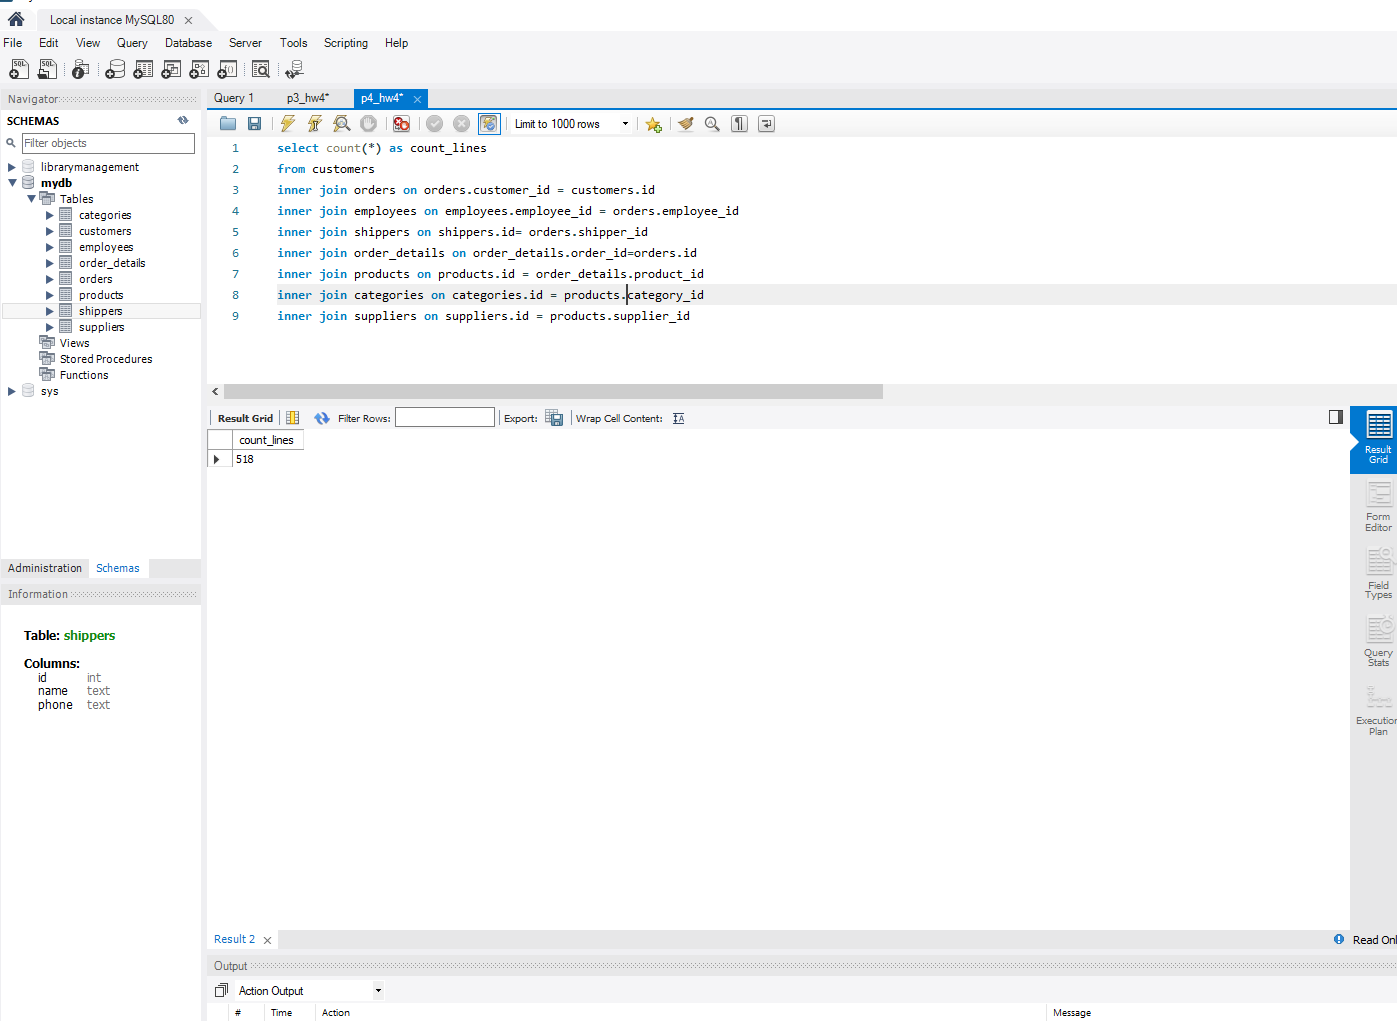 Local instance MySQL80
File Edit View Query Database Server Tools Scripting Help
Navigator
SCHEMAS
Filter objects
librarymanagement
mydb
Tables
categories
customers
employees
order_details
orders
products
shippers
suppliers
Views
Stored Procedures
Functions
sys
Administration Schemas
Information
Table: shippers
Columns:
id int
name text
phone text
Query 1 p3_hw4* p4_hw4*
Limit to 1000 rows
1 select count(*) as count_lines
2 from customers
3 inner join orders on orders.customer_id = customers.id
4 inner join employees on employees.employee_id = orders.employee_id
5 inner join shippers on shippers.id= orders.shipper_id
6 inner join order_details on order_details.order_id=orders.id
7 inner join products on products.id = order_details.product_id
8 inner join categories on categories.id = products.category_id
9 inner join suppliers on suppliers.id = products.supplier_id
Result Grid Filter Rows: Export: Wrap Cell Content:
count_lines
518
Result
Grid
Form
Editor
Field
Types
Query
Stats
Execution
Plan
Result 2 Read Onl
Output
Action Output
# Time Action Message